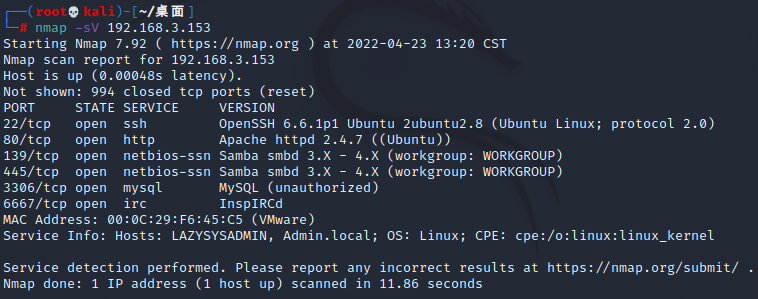 ┌──(root💀kali)-[~/桌面]
└─# nmap -sV 192.168.3.153
Starting Nmap 7.92 ( https://nmap.org ) at 2022-04-23 13:20 CST
Nmap scan report for 192.168.3.153
Host is up (0.00048s latency).
Not shown: 994 closed tcp ports (reset)
PORT     STATE SERVICE     VERSION
22/tcp   open  ssh         OpenSSH 6.6.1p1 Ubuntu 2ubuntu2.8 (Ubuntu Linux; protocol 2.0)
80/tcp   open  http        Apache httpd 2.4.7 ((Ubuntu))
139/tcp  open  netbios-ssn Samba smbd 3.X - 4.X (workgroup: WORKGROUP)
445/tcp  open  netbios-ssn Samba smbd 3.X - 4.X (workgroup: WORKGROUP)
3306/tcp open  mysql       MySQL (unauthorized)
6667/tcp open  irc         InspIRCd
MAC Address: 00:0C:29:F6:45:C5 (VMware)
Service Info: Hosts: LAZYSYSADMIN, Admin.local; OS: Linux; CPE: cpe:/o:linux:linux_kernel
Service detection performed. Please report any incorrect results at https://nmap.org/submit/ .
Nmap done: 1 IP address (1 host up) scanned in 11.86 seconds